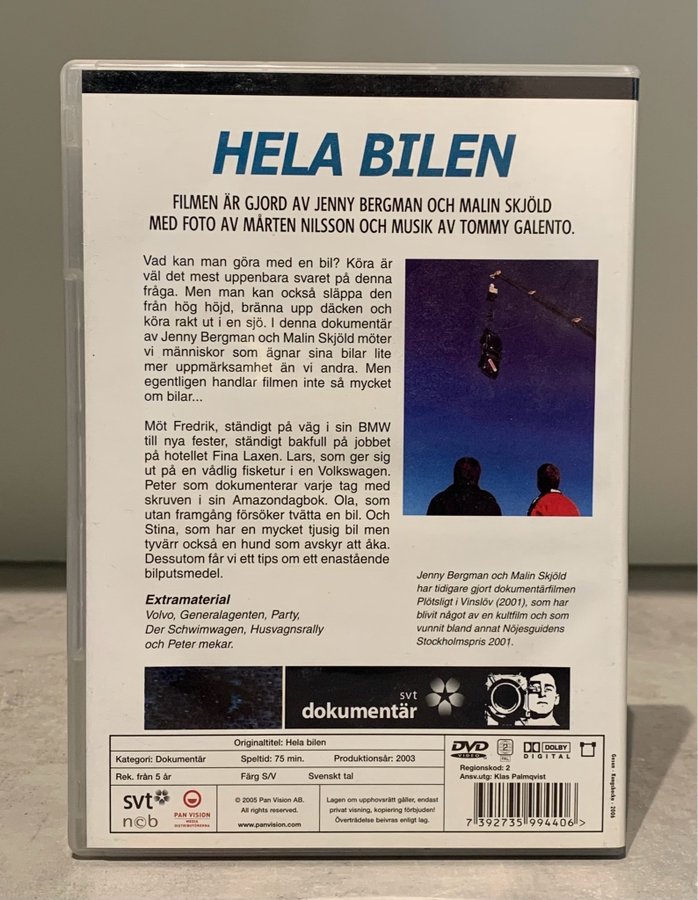 HELA BILEN
FILMEN ÄR GJORD AV JENNY BERGMAN OCH MALIN SKJÖLD
MED FOTO AV MÅRTEN NILSSON OCH MUSIK AV TOMMY GALENTO.
Vad kan man göra med en bil? Köra är
väl det mest uppenbara svaret på denna
fråga. Men man kan också släppa den
från hög höjd, bränna upp däcken och
köra rakt ut i en sjö. I denna dokumentär
av Jenny Bergman och Malin Skjöld möter
vi människor som ägnar sina bilar lite
mer uppmärksamhet än vi andra. Men
egentligen handlar filmen inte så mycket
om bilar...
Möt Fredrik, ständigt på väg i sin BMW
till nya fester, ständigt bakfull på jobbet
på hotellet Fina Laxen. Lars, som ger sig
ut på en vådlig fisketur i en Volkswagen.
Peter som dokumenterar varje tag med
skruven i sin Amazondagbok. Ola, som
utan framgång försöker tvätta en bil. Och
Stina, som har en mycket tjusig bil men
tyvärr också en hund som avskyr att åka.
Dessutom får vi ett tips om ett enastående
bilputsmedel.
Extramaterial
Volvo, Generalagenten, Party,
Der Schwimwagen, Husvagnsrally
och Peter mekar.
Jenny Bergman och Malin Skjöld
har tidigare gjort dokumentärfilmen
Plötsligt i Vinslöv (2001), som har
blivit något av en kultfilm och som
vunnit bland annat Nöjesguidens
Stockholmspris 2001.
svt
dokumentär
Originaltitel: Hela bilen
Kategori: Dokumentär Speltid: 75 min. Produktionsår: 2003
Rek. från 5 år Färg S/V Svenskt tal
svt
ncb
PAN VISION
MEDIA
DISTRIBUTÖRERNA
© 2005 Pan Vision AB.
All rights reserved.
www.panvision.com
Lagen om upphovsrätt gäller, endast
privat visning, kopiering förbjuden!
Överträdelse beivras enligt lag.
DVD
VIDEO
2
PAL
DOLBY
DIGITAL
Regionskod: 2
Ansv.utg: Klas Palmqvist
7 392735 994406 >